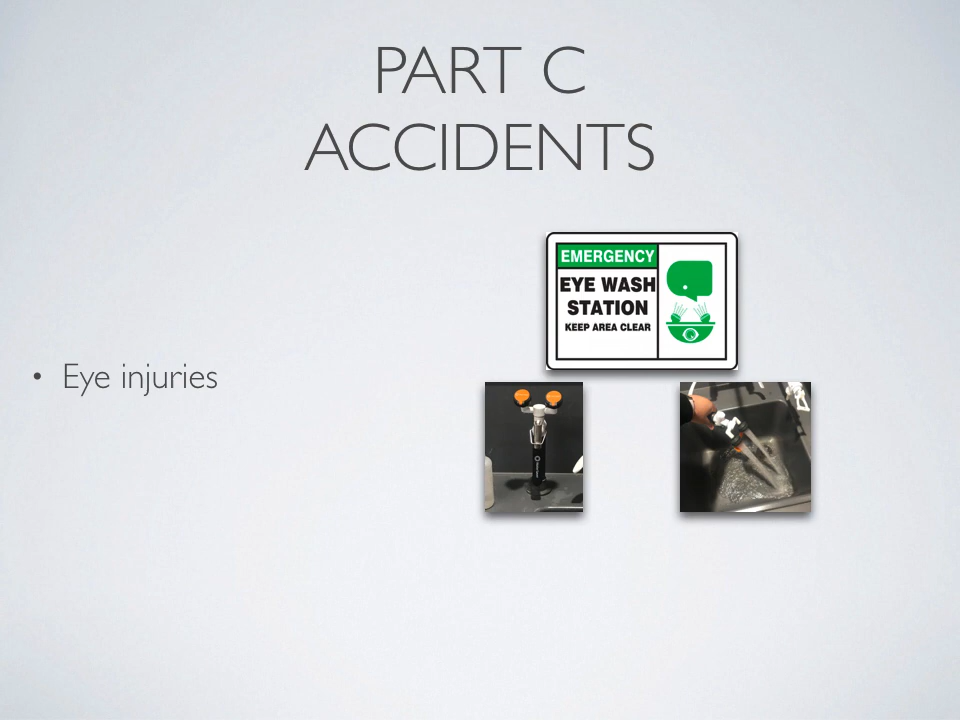 PART C
ACCIDENTS
EMERGENCY
EYE WASH
STATION
KEEP AREA CLEAR
• Eye injuries